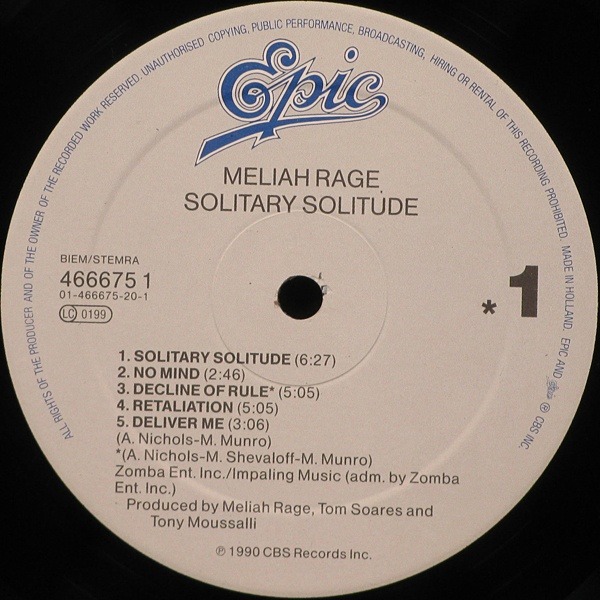 ALL RIGHTS OF THE PRODUCER AND OF THE OWNER OF THE RECORDED WORK RESERVED. UNAUTHORISED COPYING, PUBLIC PERFORMANCE, BROADCASTING, HIRING OR RENTAL OF THIS RECORDING PROHIBITED. MADE IN HOLLAND. EPIC AND Epic ℗ CBS INC.
Epic
MELIAH RAGE
SOLITARY SOLITUDE
BIEM/STEMRA
466675 1
01-466675-20-1
LC 0199
* 1
1. SOLITARY SOLITUDE (6:27)
2. NO MIND (2:46)
3. DECLINE OF RULE* (5:05)
4. RETALIATION (5:05)
5. DELIVER ME (3:06)
(A. Nichols-M. Munro)
*(A. Nichols-M. Shevaloff-M. Munro)
Zomba Ent. Inc./Impaling Music (adm. by Zomba
Ent. Inc.)
Produced by Meliah Rage, Tom Soares and
Tony Moussalli
℗ 1990 CBS Records Inc.